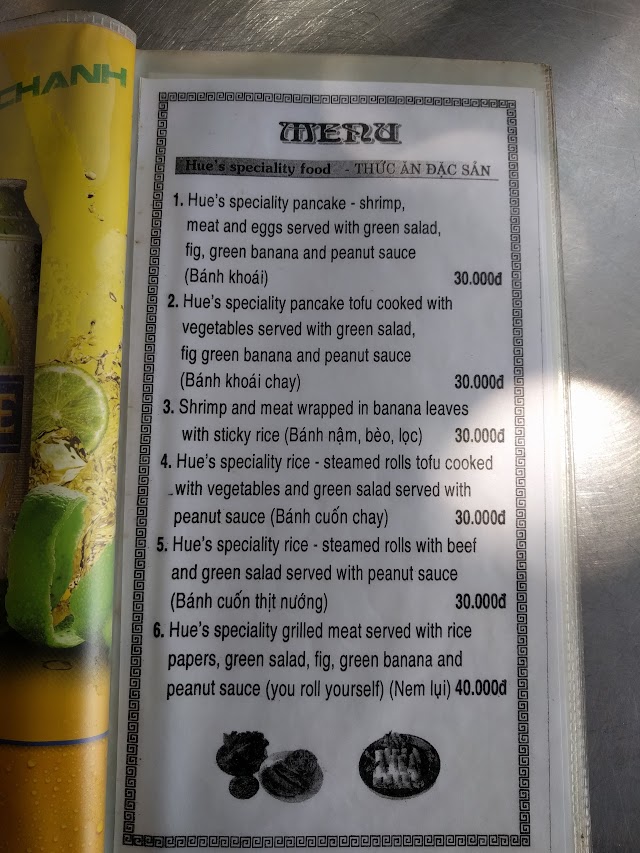 CHANH
MENU
Hue's speciality food - THỨC ĂN ĐẶC SẢN
1. Hue's speciality pancake - shrimp,
meat and eggs served with green salad,
fig, green banana and peanut sauce
(Bánh khoái) 30.000đ
2. Hue's speciality pancake tofu cooked with
vegetables served with green salad,
fig green banana and peanut sauce
(Bánh khoái chay) 30.000đ
3. Shrimp and meat wrapped in banana leaves
with sticky rice (Bánh nậm, bèo, lọc) 30.000đ
4. Hue's speciality rice - steamed rolls tofu cooked
with vegetables and green salad served with
peanut sauce (Bánh cuốn chay) 30.000đ
5. Hue's speciality rice - steamed rolls with beef
and green salad served with peanut sauce
(Bánh cuốn thịt nướng) 30.000đ
6. Hue's speciality grilled meat served with rice
papers, green salad, fig, green banana and
peanut sauce (you roll yourself) (Nem lụi) 40.000đ